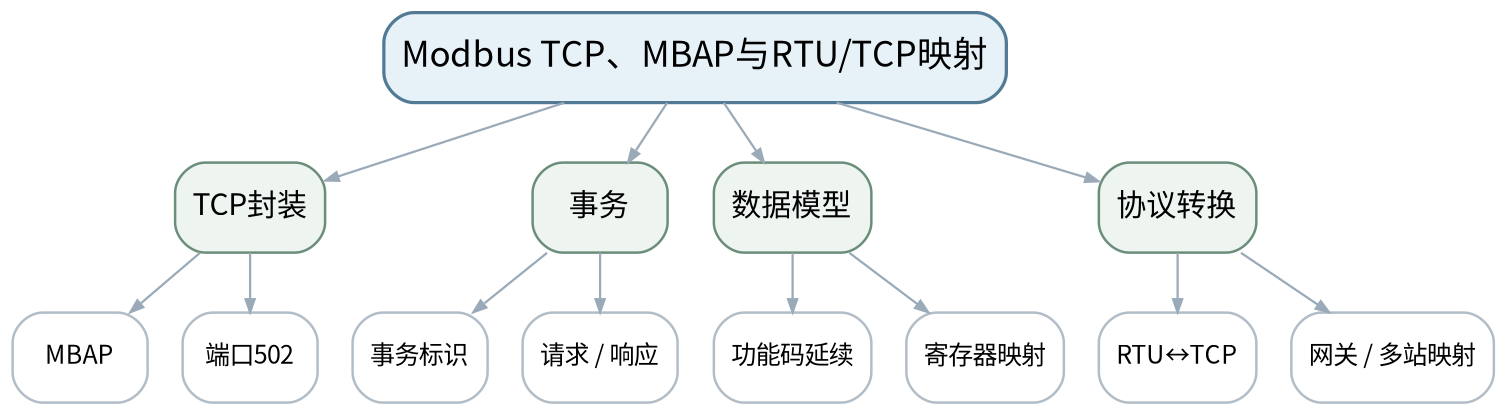 Modbus TCP、MBAP与RTU/TCP映射
TCP封装
事务
数据模型
协议转换
MBAP
端口502
事务标识
请求 / 响应
功能码延续
寄存器映射
RTU↔TCP
网关 / 多站映射